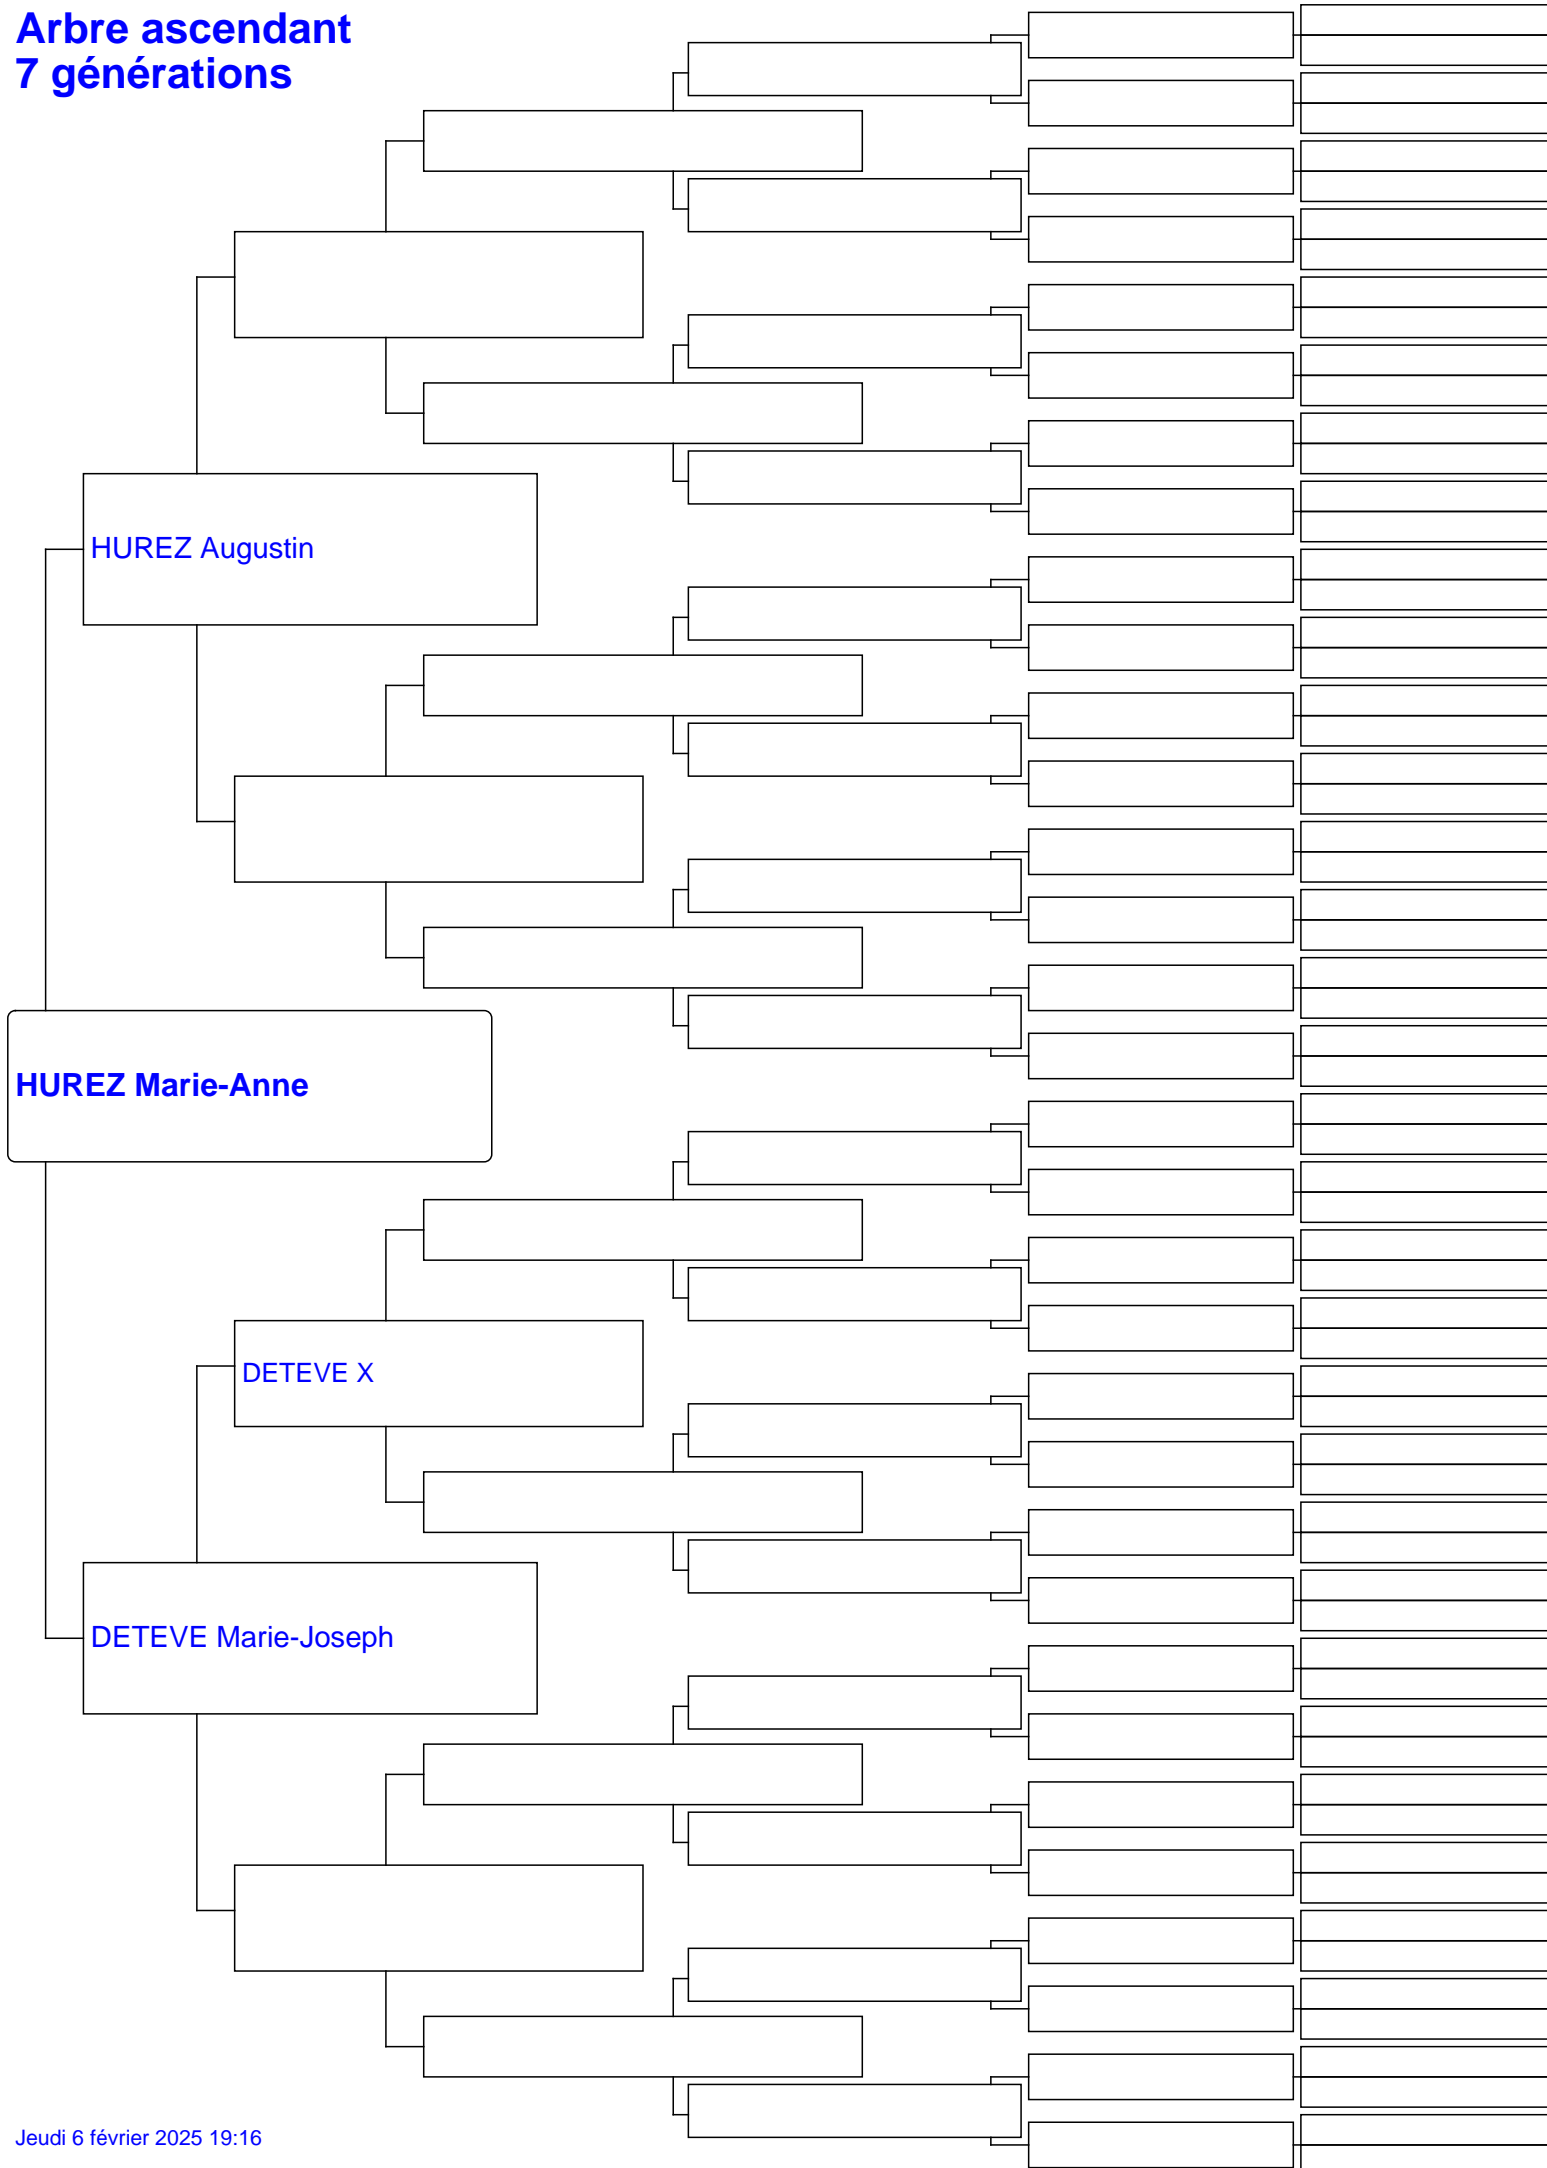 Arbre ascendant
7 générations
HUREZ Augustin
HUREZ Marie-Anne
DETEVE X
DETEVE Marie-Joseph
Jeudi 6 février 2025 19:16